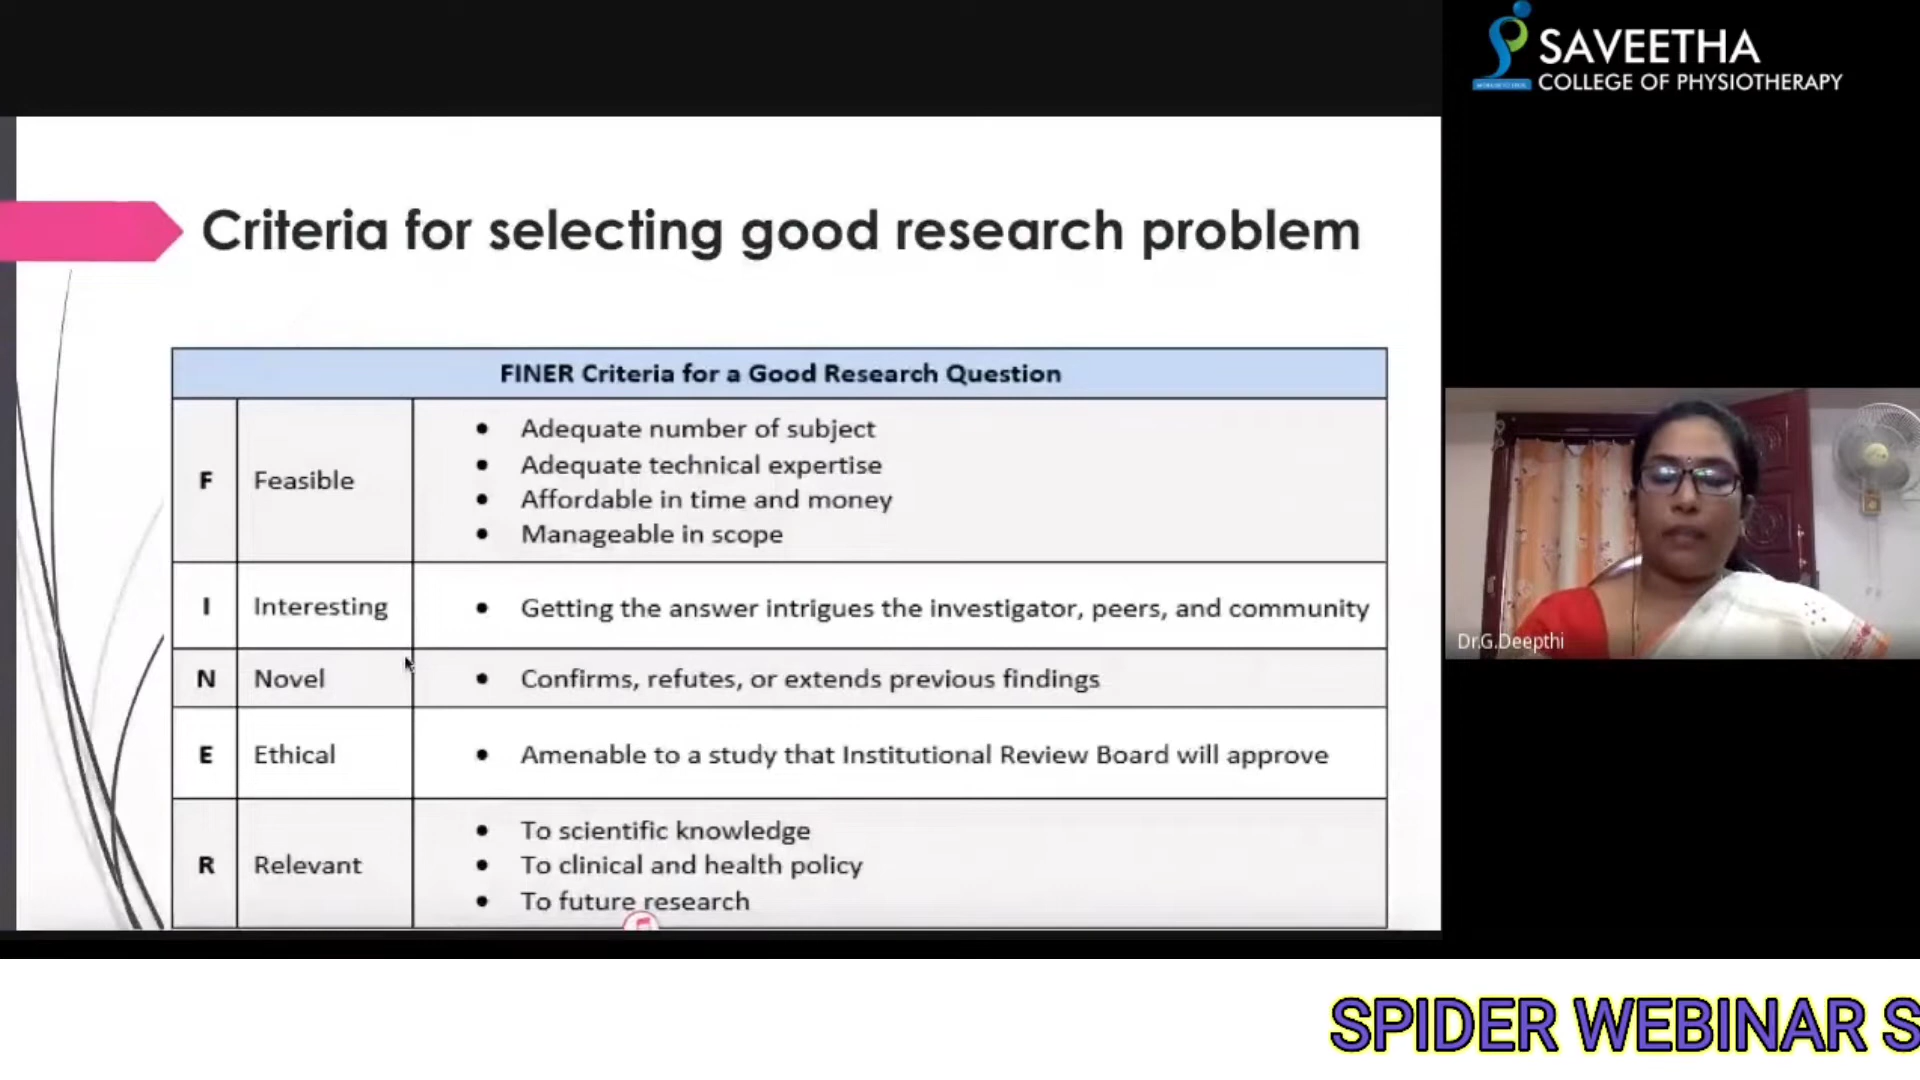 SAVEETHA
COLLEGE OF PHYSIOTHERAPY
Criteria for selecting good research problem
FINER Criteria for a Good Research Question
F Feasible
• Adequate number of subject
• Adequate technical expertise
• Affordable in time and money
• Manageable in scope
I Interesting • Getting the answer intrigues the investigator, peers, and community
N Novel • Confirms, refutes, or extends previous findings
E Ethical • Amenable to a study that Institutional Review Board will approve
R Relevant
• To scientific knowledge
• To clinical and health policy
• To future research
Dr.G.Deepthi
SPIDER WEBINAR S